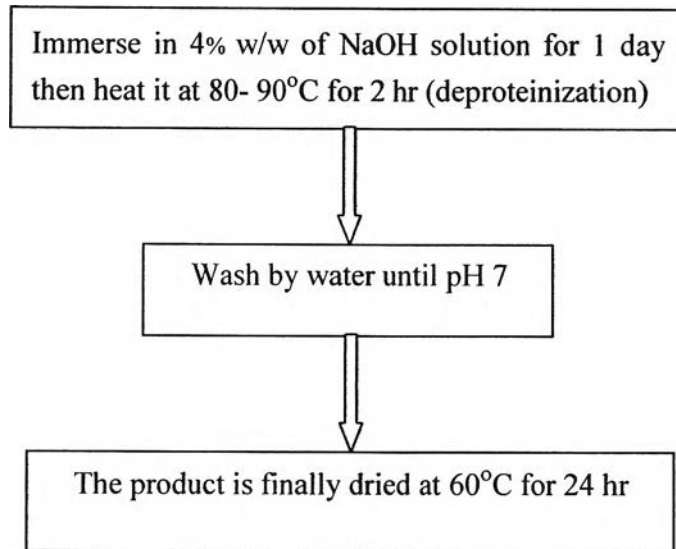 Immerse in 4% w/w of NaOH solution for 1 day
then heat it at 80- 90°C for 2 hr (deproteinization)
Wash by water until pH 7
The product is finally dried at 60°C for 24 hr